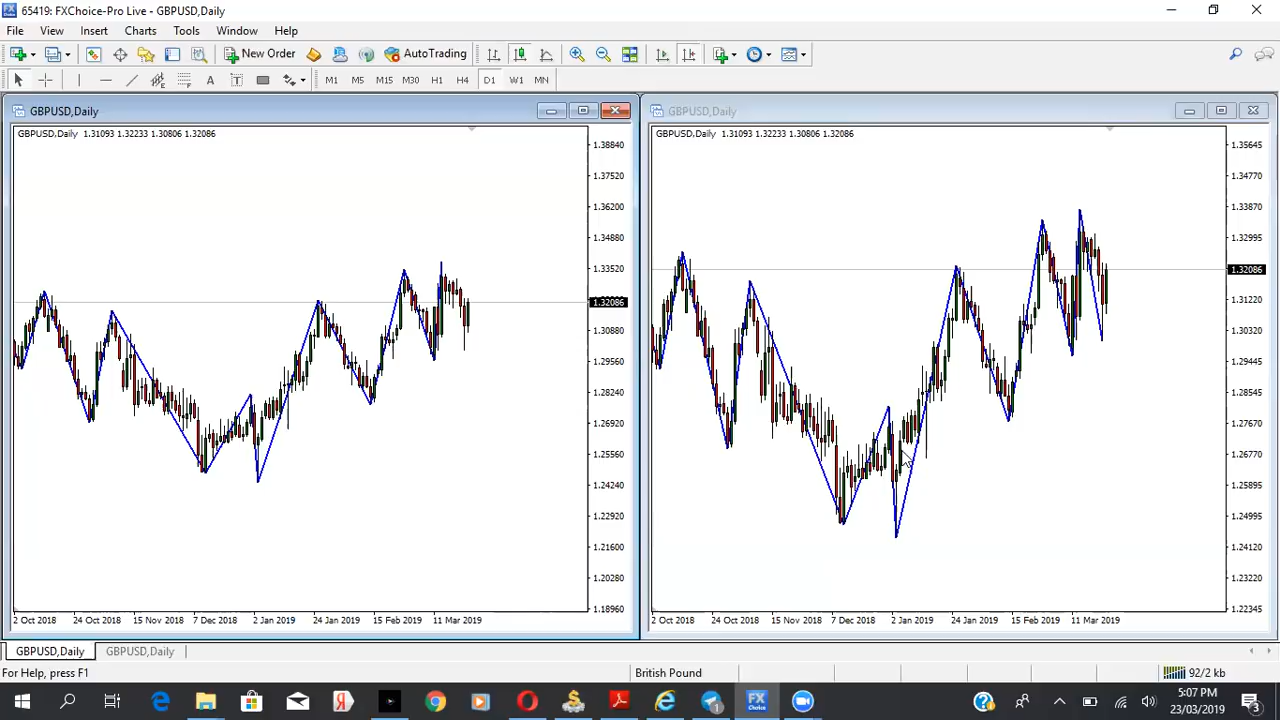 65419: FXChoice-Pro Live - GBPUSD,Daily
File View Insert Charts Tools Window Help
New Order AutoTrading
A T M1 M5 M15 M30 H1 H4 D1 W1 MN
GBPUSD,Daily
GBPUSD,Daily 1.31093 1.32233 1.30806 1.32086
1.38840
1.37520
1.36200
1.34880
1.33520
1.32086
1.30880
1.29560
1.28240
1.26920
1.25560
1.24240
1.22920
1.21600
1.20280
1.18960
2 Oct 2018 24 Oct 2018 15 Nov 2018 7 Dec 2018 2 Jan 2019 24 Jan 2019 15 Feb 2019 11 Mar 2019
GBPUSD,Daily
GBPUSD,Daily 1.31093 1.32233 1.30806 1.32086
1.35645
1.34770
1.33870
1.32995
1.32086
1.31220
1.30320
1.29445
1.28545
1.27670
1.26770
1.25895
1.24995
1.24120
1.23220
1.22345
2 Oct 2018 24 Oct 2018 15 Nov 2018 7 Dec 2018 2 Jan 2019 24 Jan 2019 15 Feb 2019 11 Mar 2019
GBPUSD,Daily GBPUSD,Daily
For Help, press F1 British Pound 92/2 kb
FX
CHOICE
5:07 PM
23/03/2019